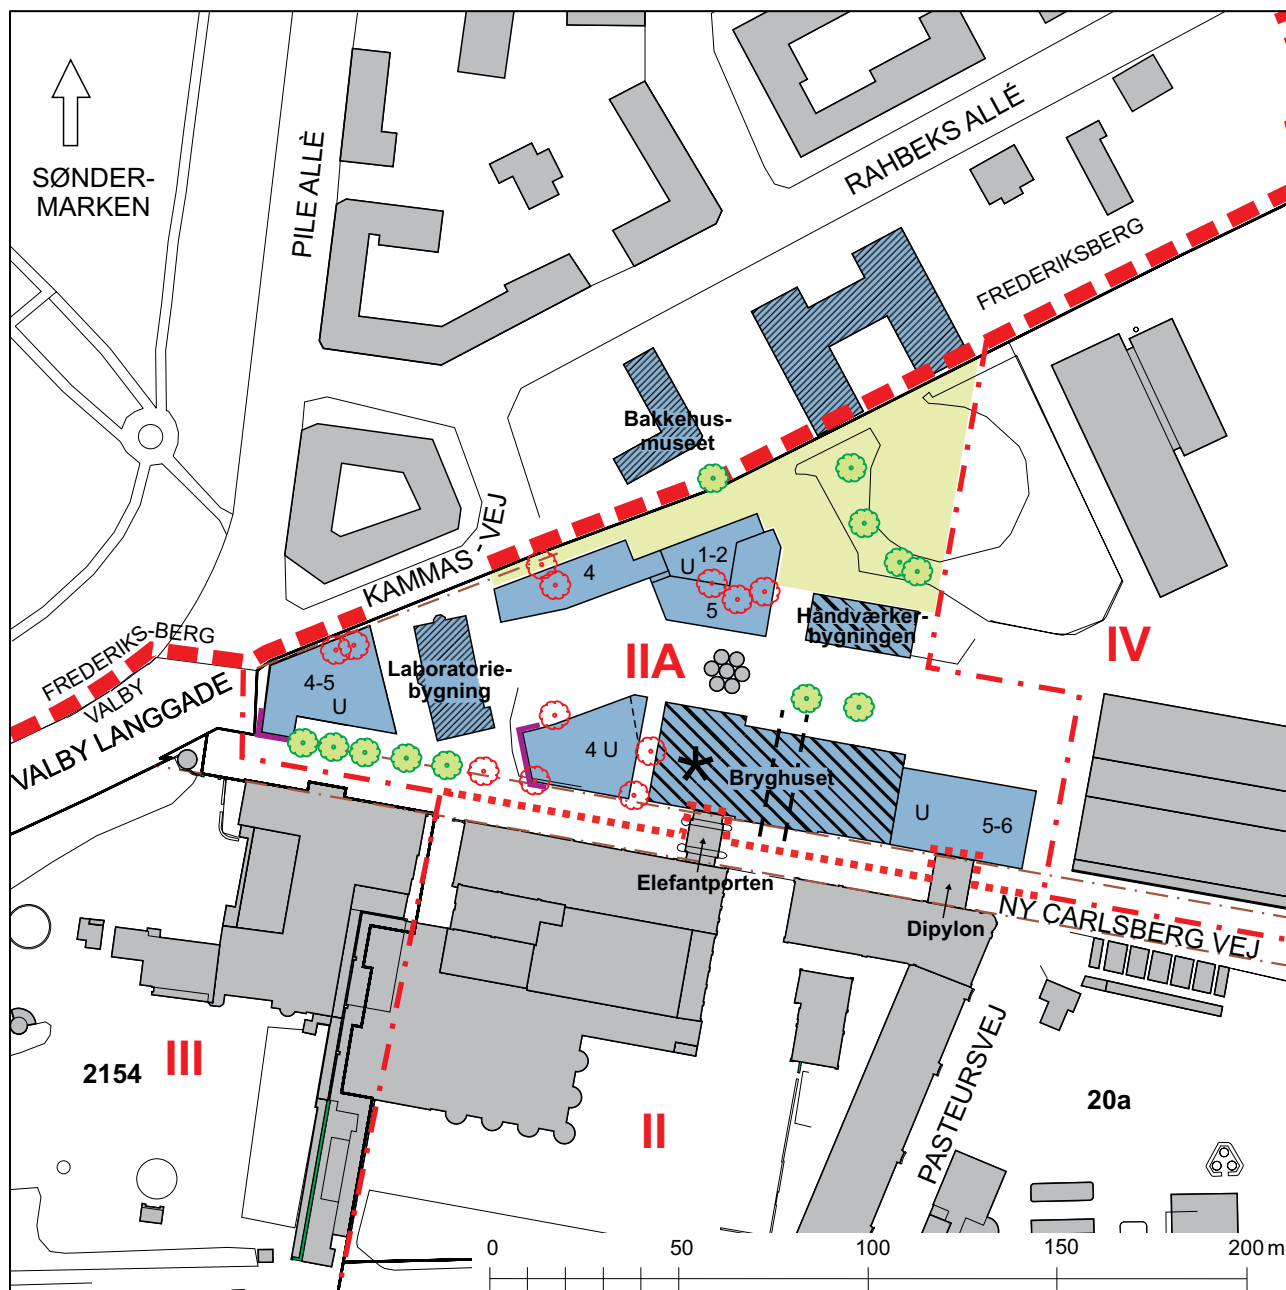 SØNDER-
MARKEN
PILE ALLÈ
RAHBEKS ALLÉ
FREDERIKSBERG
Bakkehus-
museet
KAMMAS - VEJ
FREDERIKS-BERG
VALBY
VALBY LANGGADE
4
U
1-2
5
Håndværker-
bygningen
IIA
IV
Laboratorie-
bygning
4-5
U
4 U
Bryghuset
U
5-6
Elefantporten
Dipylon
NY CARLSBERG VEJ
PASTEURSVEJ
2154
III
II
20a
0
50
100
150
200 m